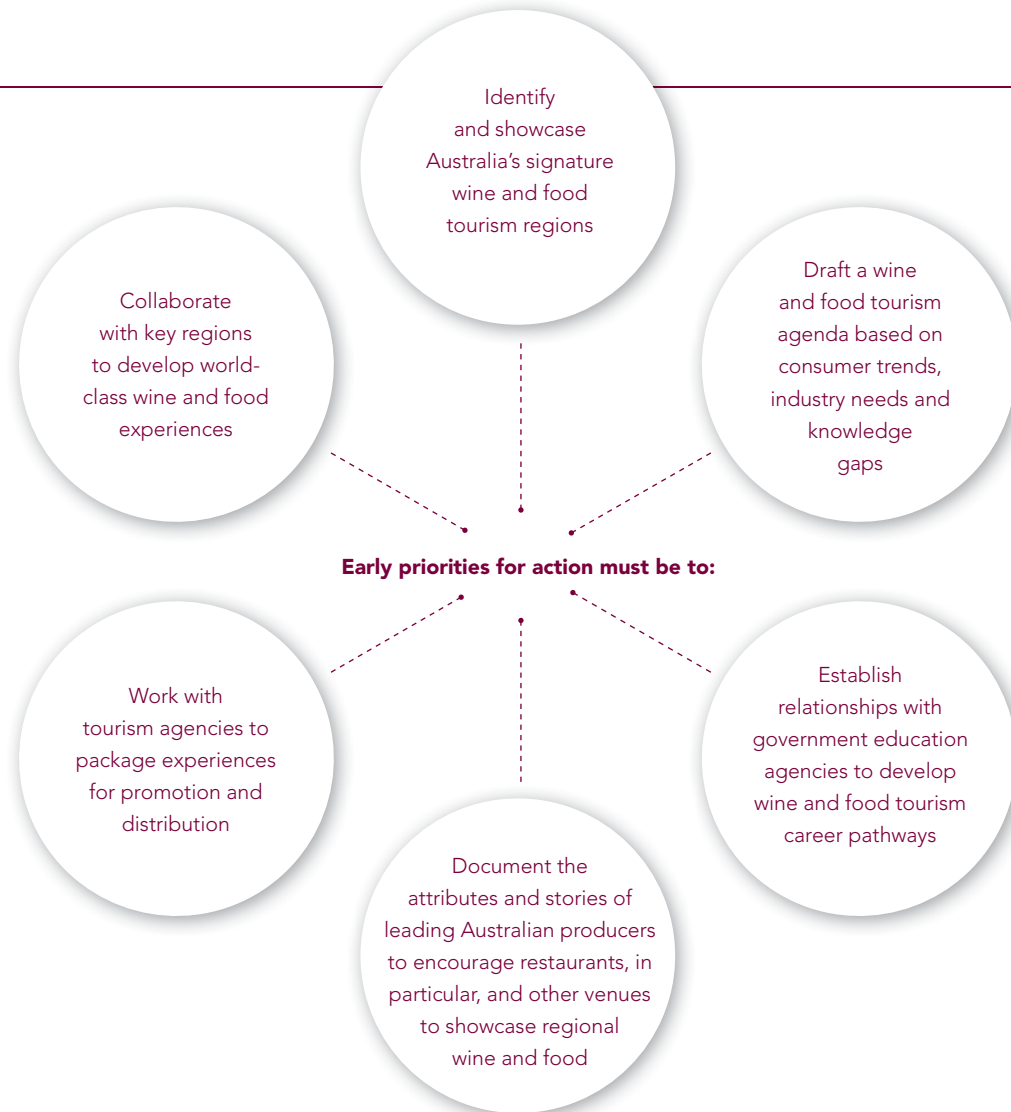 Identify
and showcase
Australia's signature
wine and food
tourism regions
Draft a wine
and food tourism
agenda based on
consumer trends,
industry needs and
knowledge
gaps
Collaborate
with key regions
to develop world-
class wine and food
experiences
Early priorities for action must be to:
Work with
tourism agencies to
package experiences
for promotion and
distribution
Establish
relationships with
government education
agencies to develop
wine and food tourism
career pathways
Document the
attributes and stories of
leading Australian producers
to encourage restaurants, in
particular, and other venues
to showcase regional
wine and food